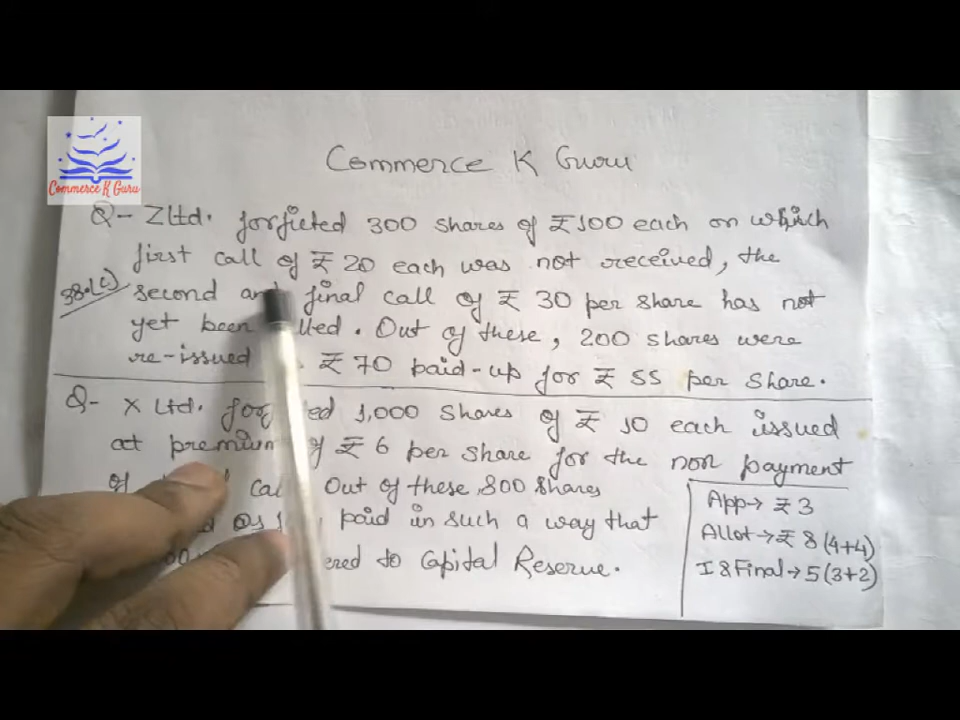 Commerce K Guru
Commerce K Guru
Q- Z Ltd. forfieted 300 shares of ₹ 100 each on which
first call of ₹ 20 each was not received, the
38.(C)
second and final call of ₹ 30 per share has not
yet been called. Out of these, 200 shares were
re-issued ₹ 70 paid-up for ₹ 55 per share.
Q- X Ltd. forfieted 1,000 shares of ₹ 10 each issued
at premium of ₹ 6 per share for the non payment
of Out of these 800 shares
as paid in such a way that
to Capital Reserve.
App→ ₹ 3
Allot→ ₹ 8 (4+4)
I & Final→ 5 (3+2)